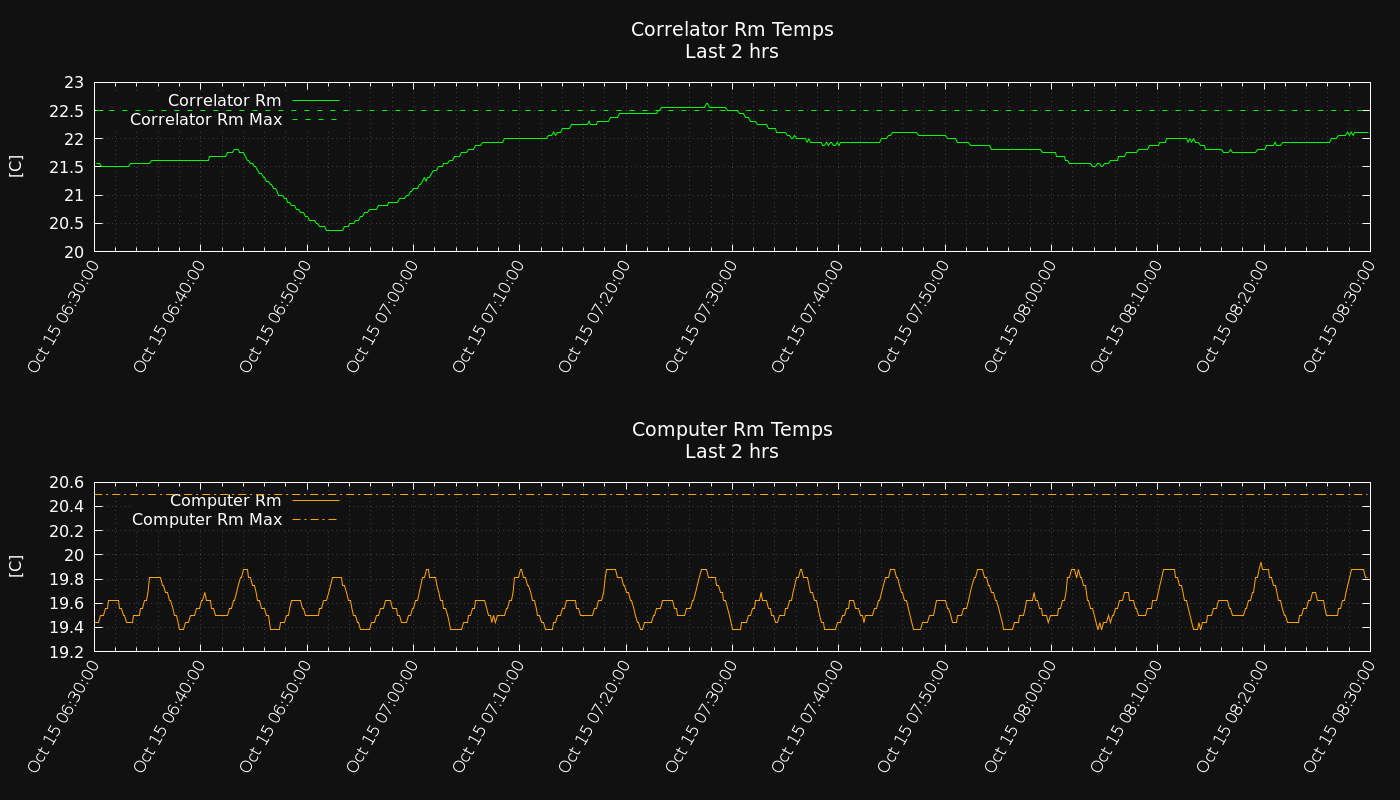 Correlator Rm Temps
Last 2 hrs
23
22.5
22
21.5
21
20.5
20
[C]
Correlator Rm
Correlator Rm Max
Oct 15 06:30:00
Oct 15 06:40:00
Oct 15 06:50:00
Oct 15 07:00:00
Oct 15 07:10:00
Oct 15 07:20:00
Oct 15 07:30:00
Oct 15 07:40:00
Oct 15 07:50:00
Oct 15 08:00:00
Oct 15 08:10:00
Oct 15 08:20:00
Oct 15 08:30:00
Computer Rm Temps
Last 2 hrs
20.6
20.4
20.2
20
19.8
19.6
19.4
19.2
[C]
Computer Rm
Computer Rm Max
Oct 15 06:30:00
Oct 15 06:40:00
Oct 15 06:50:00
Oct 15 07:00:00
Oct 15 07:10:00
Oct 15 07:20:00
Oct 15 07:30:00
Oct 15 07:40:00
Oct 15 07:50:00
Oct 15 08:00:00
Oct 15 08:10:00
Oct 15 08:20:00
Oct 15 08:30:00